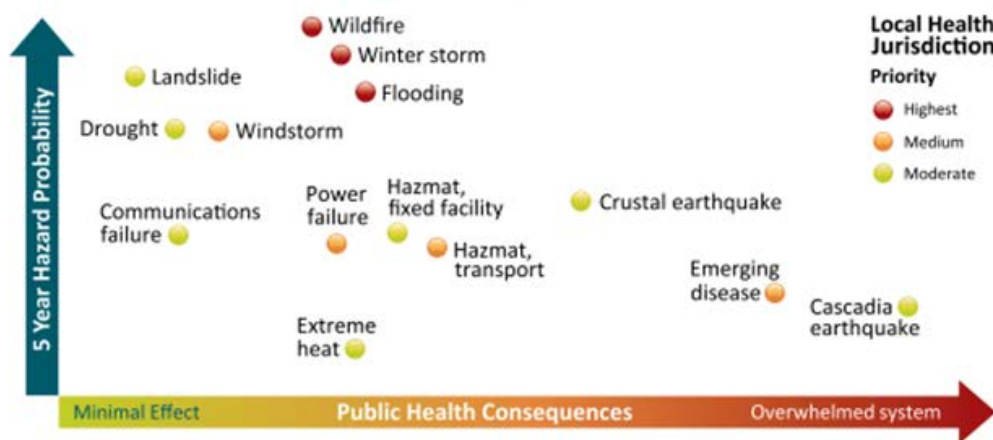 Wildfire
Winter storm
Landslide
Flooding
Drought
Windstorm
Local Health
Jurisdiction
Priority
Highest
Medium
Moderate
5 Year Hazard Probability
Communications
failure
Power
failure
Hazmat,
fixed facility
Hazmat,
transport
Crustal earthquake
Emerging
disease
Cascadia
earthquake
Extreme
heat
Minimal Effect
Public Health Consequences
Overwhelmed system